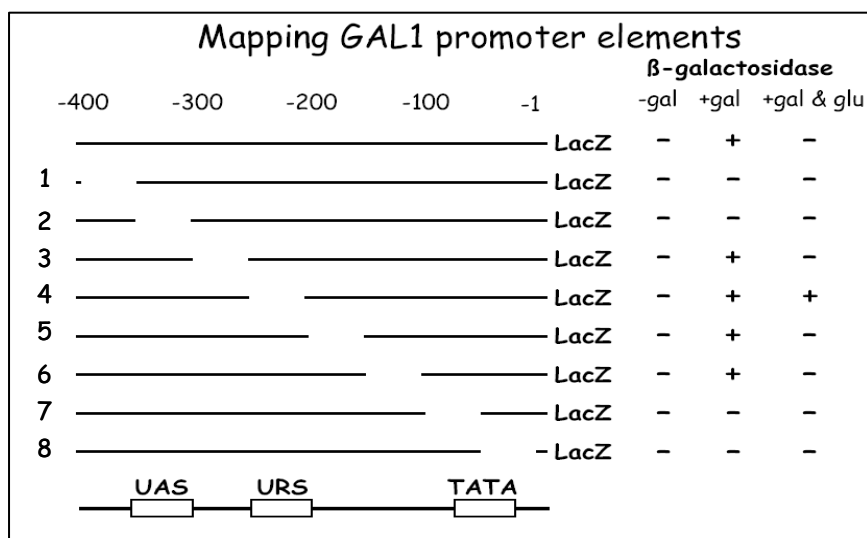 Mapping GAL1 promoter elements
ß-galactosidase
-400 -300 -200 -100 -1 -gal +gal +gal & glu
LacZ - + -
1 LacZ - - -
2 LacZ - - -
3 LacZ - + -
4 LacZ - + +
5 LacZ - + -
6 LacZ - + -
7 LacZ - - -
8 LacZ - - -
UAS URS TATA